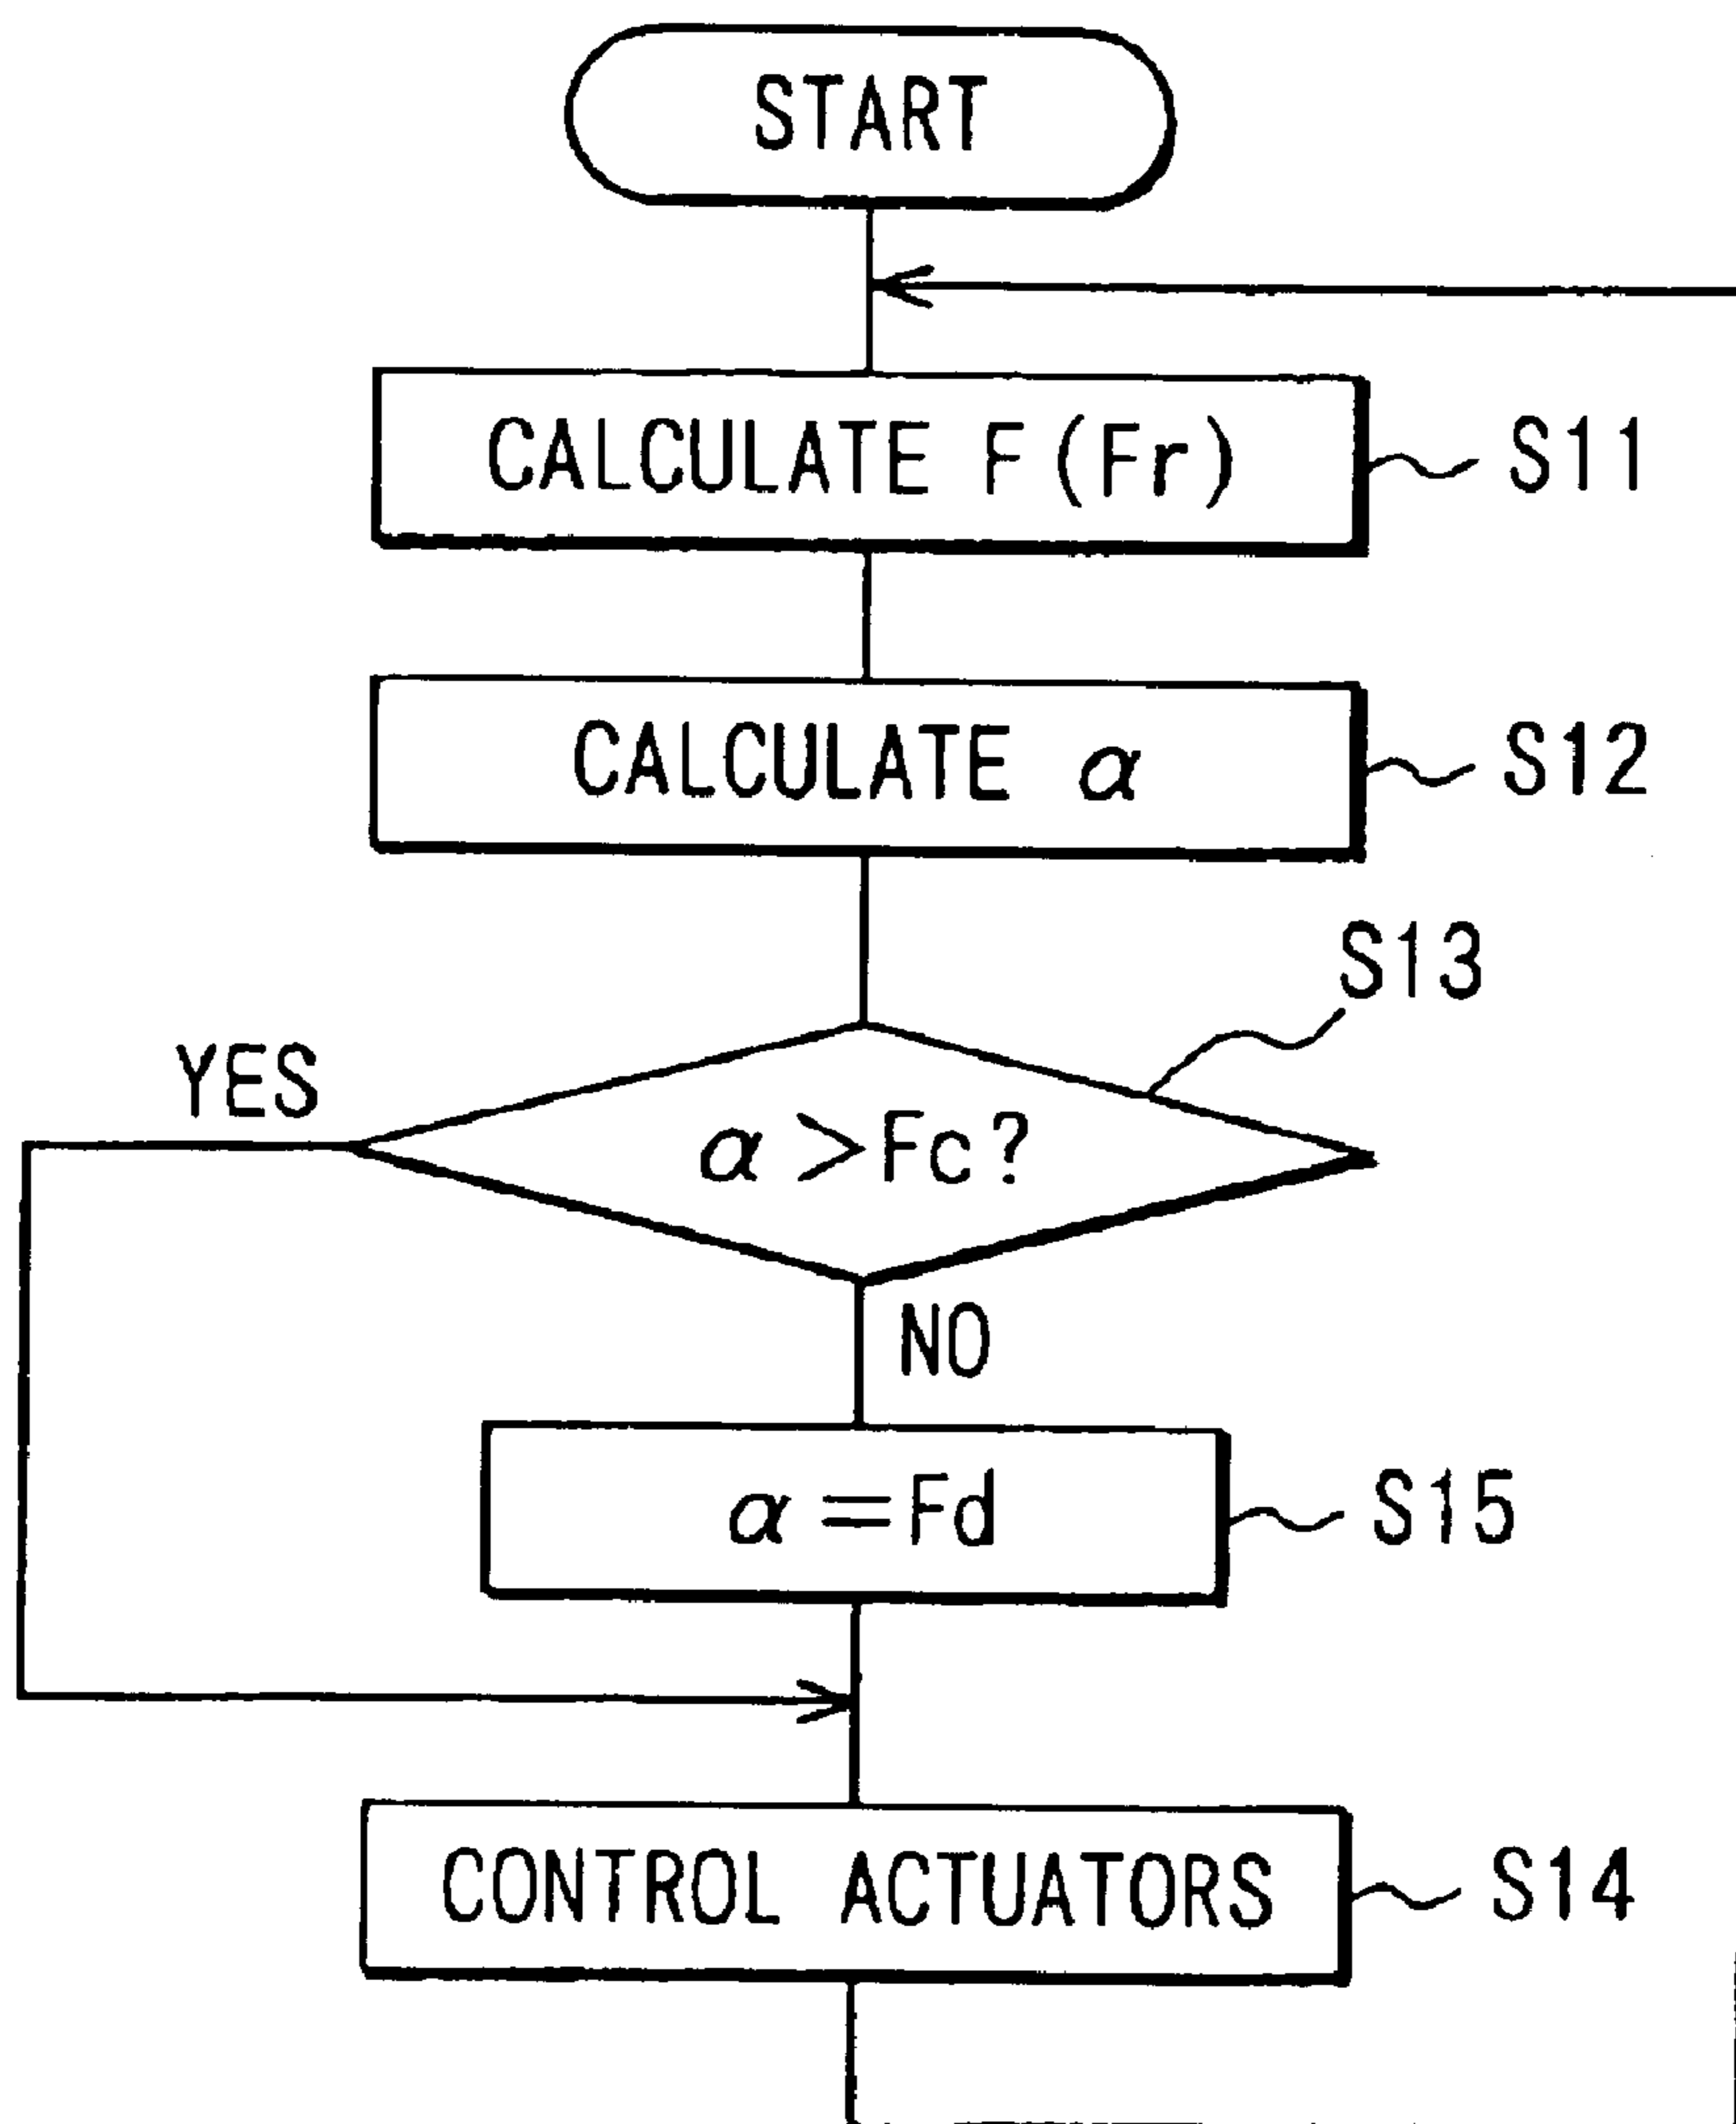 START
CALCULATE F(Fr)
S11
CALCULATE α
S12
S13
YES
α>Fc?
NO
α=Fd
S15
CONTROL ACTUATORS
S14